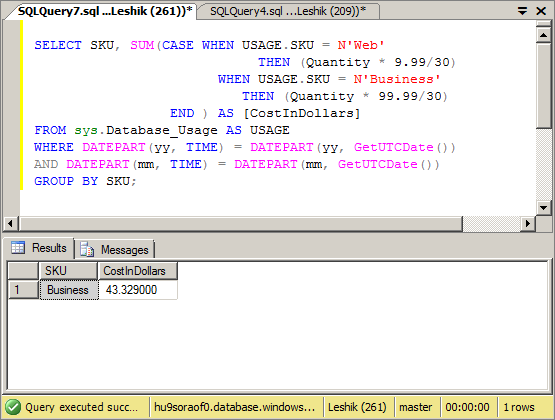 SQLQuery7.sql ...Leshik (261))* SQLQuery4.sql ...Leshik (209))*
SELECT SKU, SUM(CASE WHEN USAGE.SKU = N'Web'
THEN (Quantity * 9.99/30)
WHEN USAGE.SKU = N'Business'
THEN (Quantity * 99.99/30)
END ) AS [CostInDollars]
FROM sys.Database_Usage AS USAGE
WHERE DATEPART(yy, TIME) = DATEPART(yy, GetUTCDate())
AND DATEPART(mm, TIME) = DATEPART(mm, GetUTCDate())
GROUP BY SKU;
Results Messages
SKU CostInDollars
1 Business 43.329000
Query executed succ... hu9soraof0.database.windows... Leshik (261) master 00:00:00 1 rows